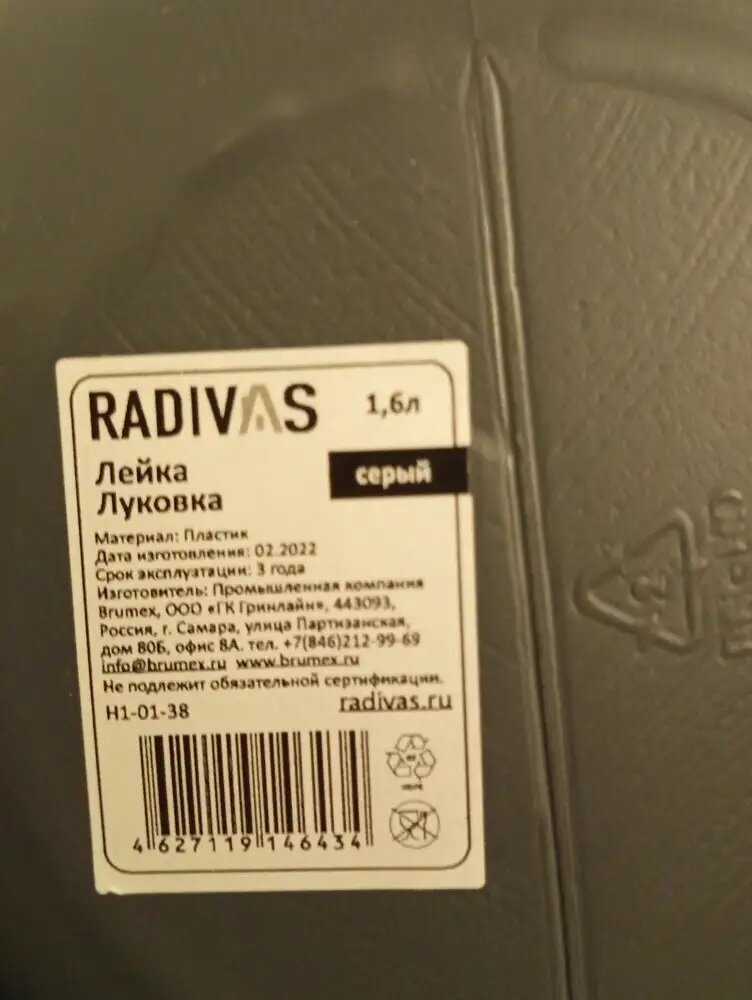 RADIVAS 1,6л
Лейка
Луковка
серый
Материал: Пластик
Дата изготовления: 02.2022
Срок эксплуатации: 3 года
Изготовитель: Промышленная компания
Brumex, ООО «ГК Гринлайн», 443093,
Россия, г. Самара, улица Партизанская,
дом 80Б, офис 8А. тел. +7(846)212-99-69
info@brumex.ru www.brumex.ru
Не подлежит обязательной сертификации.
H1-01-38 radivas.ru
4 627119 146434
2